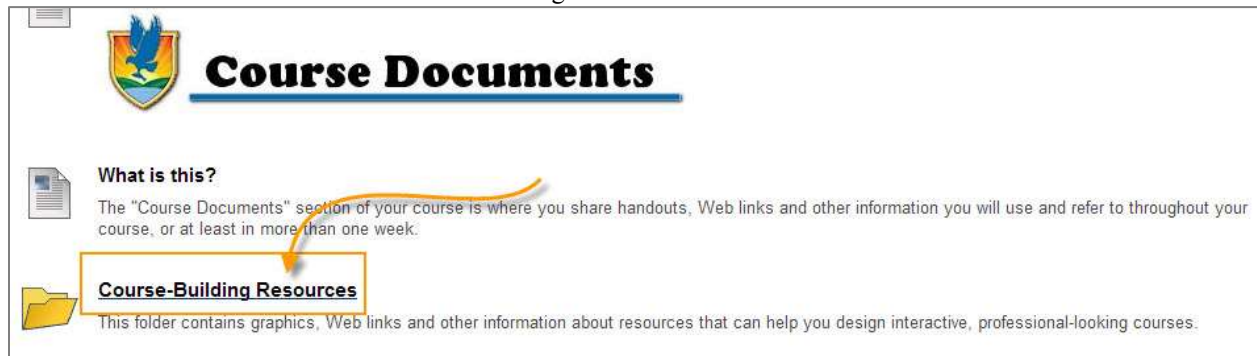 Course Documents
What is this?
The "Course Documents" section of your course is where you share handouts, Web links and other information you will use and refer to throughout your
course, or at least in more than one week.
Course-Building Resources
This folder contains graphics, Web links and other information about resources that can help you design interactive, professional-looking courses.